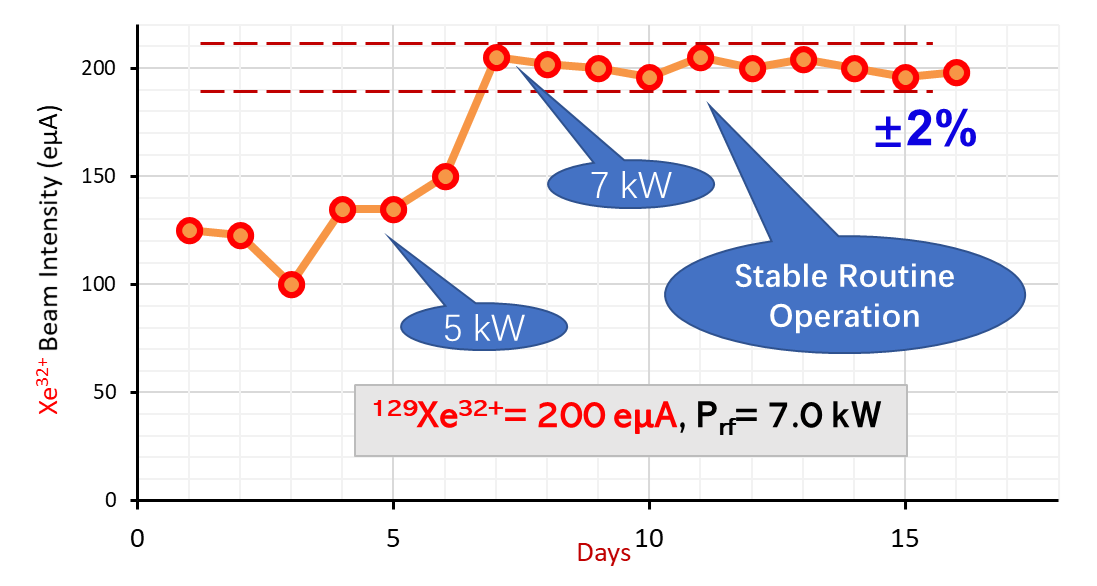 Xe32+ Beam Intensity (eµA)
200
150
100
50
0
0
5
10
15
Days
±2%
7 kW
5 kW
Stable Routine
Operation
129Xe32+= 200 eµA, Prf= 7.0 kW